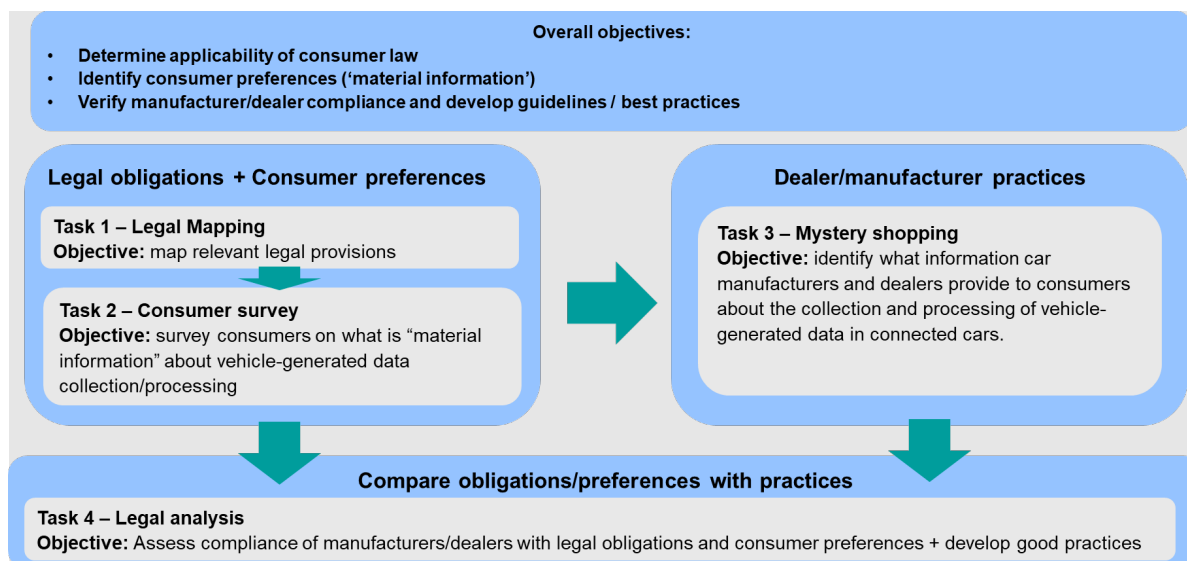 Overall objectives:
• Determine applicability of consumer law
• Identify consumer preferences (‘material information’)
• Verify manufacturer/dealer compliance and develop guidelines / best practices
Legal obligations + Consumer preferences
Task 1 – Legal Mapping
Objective: map relevant legal provisions
Task 2 – Consumer survey
Objective: survey consumers on what is “material
information” about vehicle-generated data
collection/processing
Dealer/manufacturer practices
Task 3 – Mystery shopping
Objective: identify what information car
manufacturers and dealers provide to consumers
about the collection and processing of vehicle-
generated data in connected cars.
Compare obligations/preferences with practices
Task 4 – Legal analysis
Objective: Assess compliance of manufacturers/dealers with legal obligations and consumer preferences + develop good practices